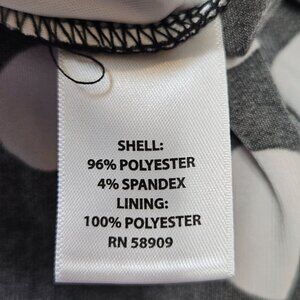 SHELL:
96% POLYESTER
4% SPANDEX
LINING:
100% POLYESTER
RN 58909